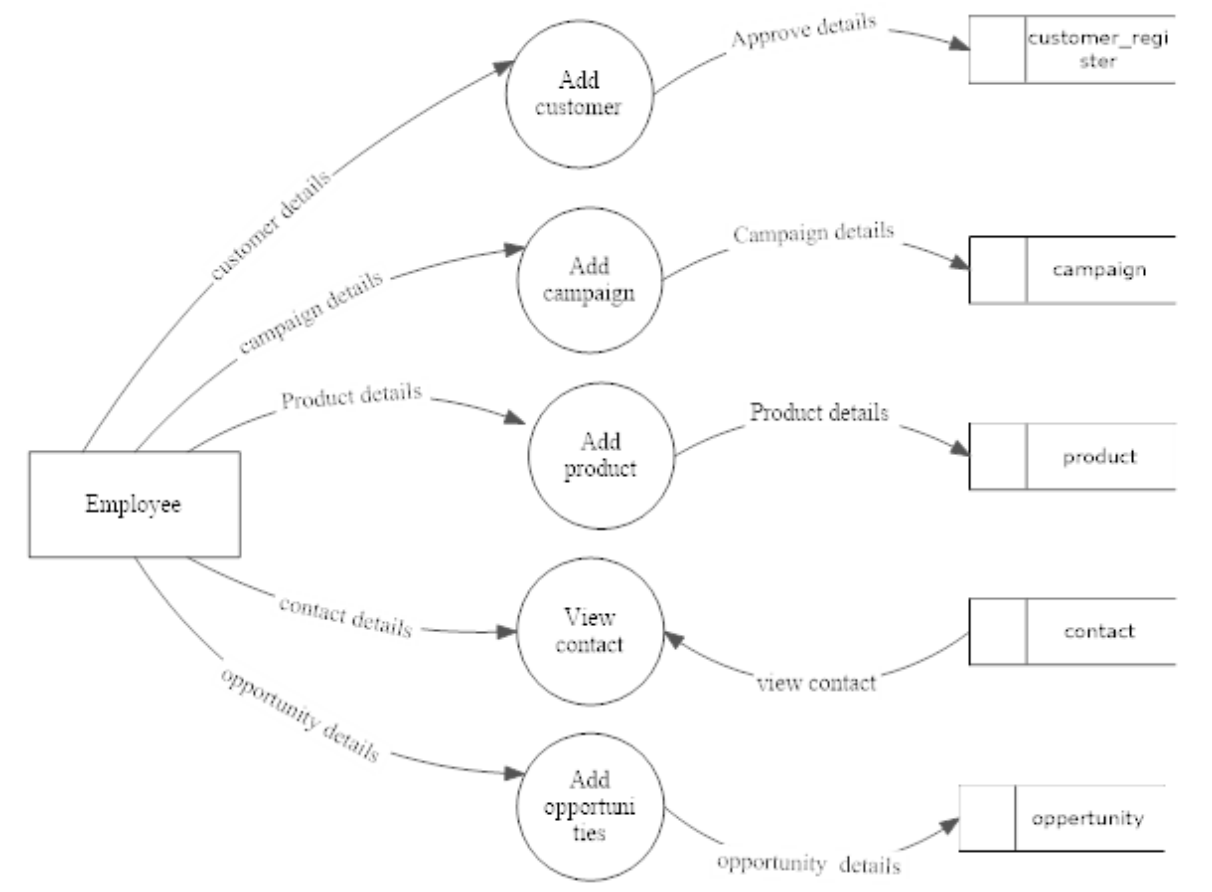 Approve details
customer_regi
ster
Add
customer
customer details
Campaign details
Add
campaign
campaign
campaign details
Product details
Product details
Add
product
product
Employee
contact details
View
contact
contact
view contact
opportunity details
Add
opportuni
ties
oppertunity
opportunity details